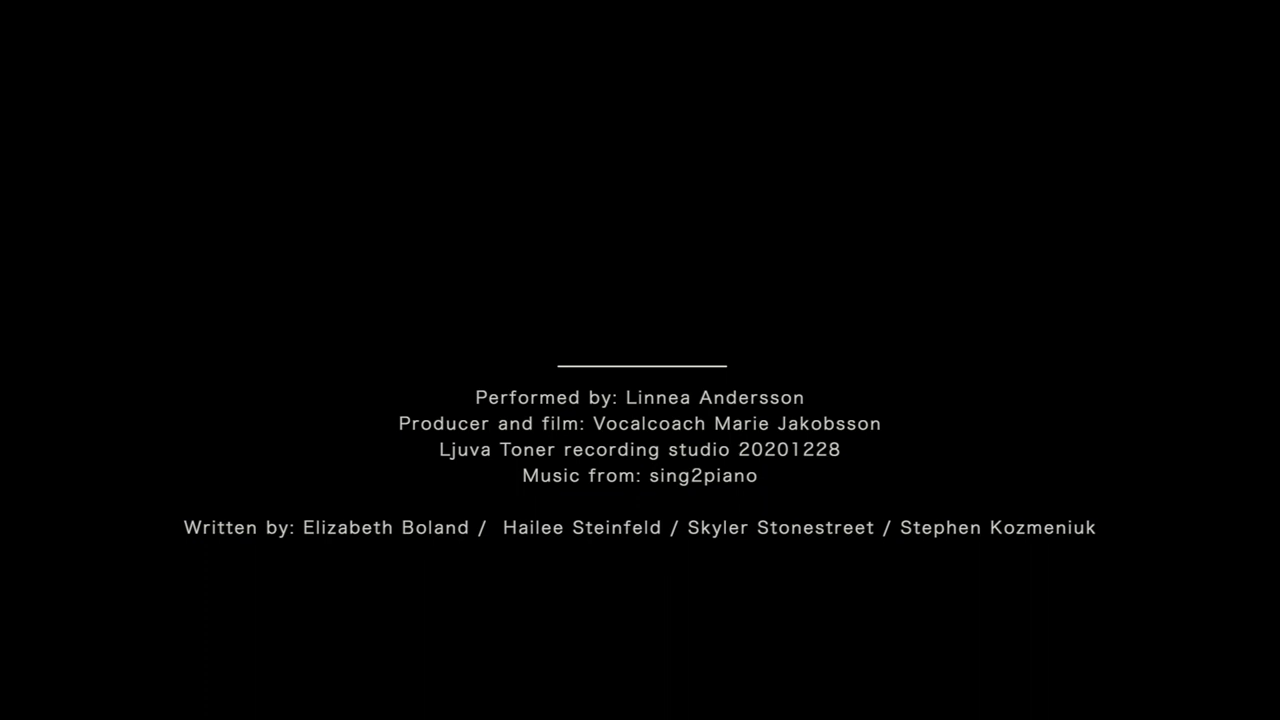 Performed by: Linnea Andersson
Producer and film: Vocalcoach Marie Jakobsson
Ljuva Toner recording studio 20201228
Music from: sing2piano
Written by: Elizabeth Boland /  Hailee Steinfeld / Skyler Stonestreet / Stephen Kozmeniuk